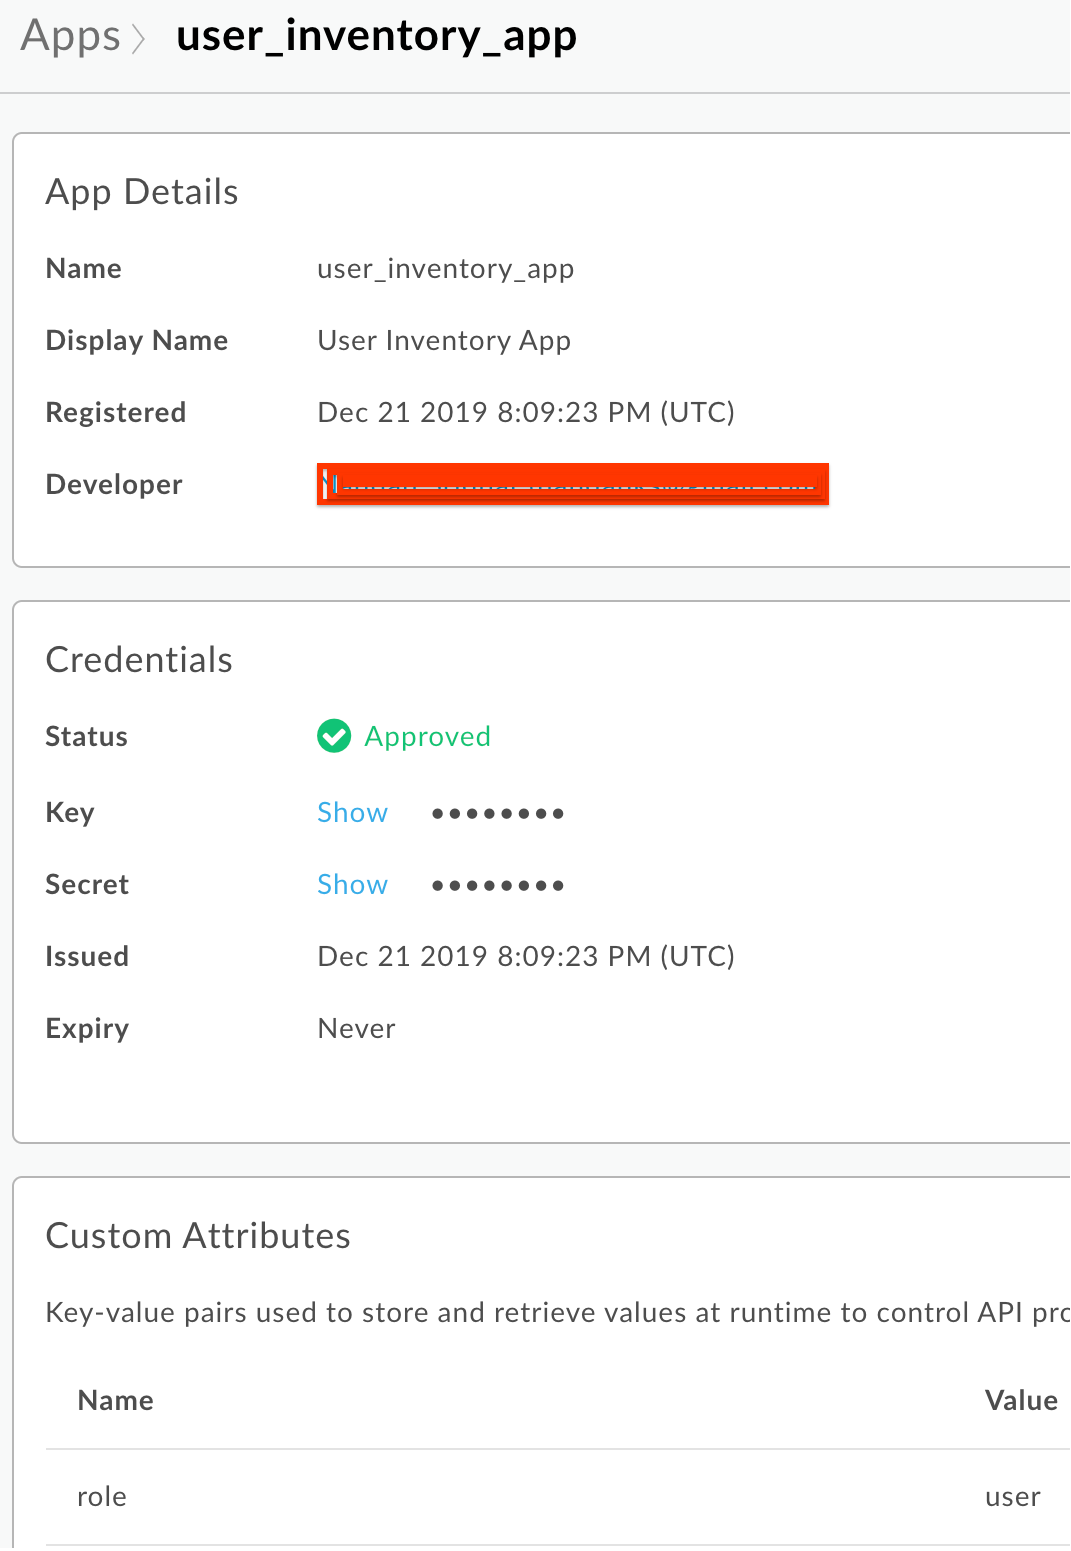 Apps > user_inventory_app
App Details
Name user_inventory_app
Display Name User Inventory App
Registered Dec 21 2019 8:09:23 PM (UTC)
Developer
Credentials
Status Approved
Key Show ••••••••
Secret Show ••••••••
Issued Dec 21 2019 8:09:23 PM (UTC)
Expiry Never
Custom Attributes
Key-value pairs used to store and retrieve values at runtime to control API
Name Value
role user